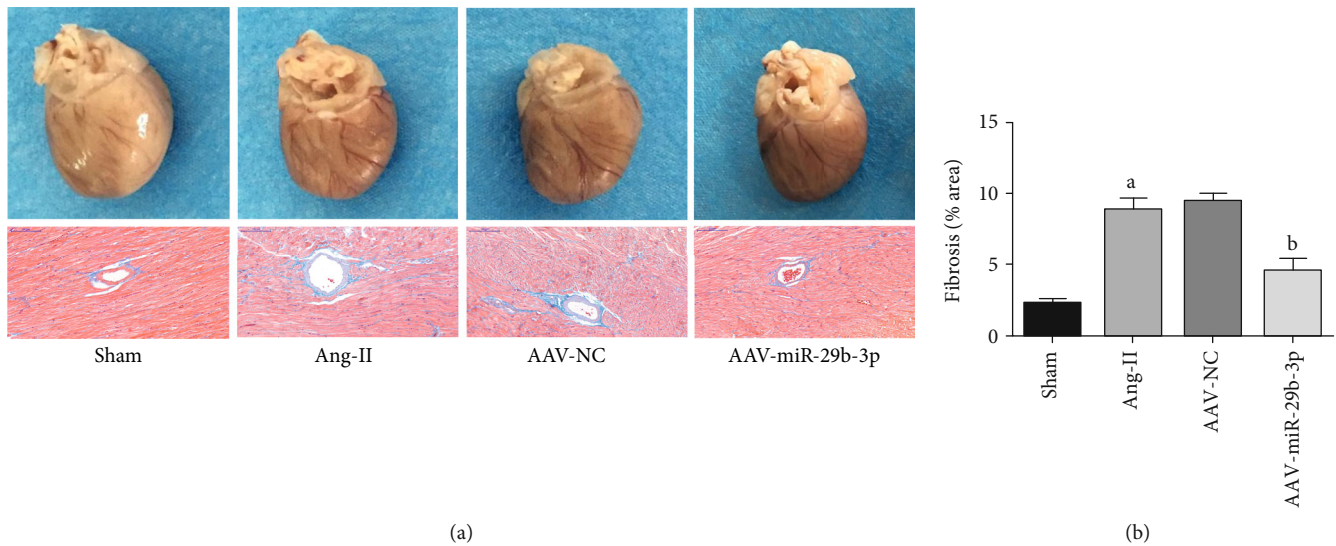 Sham
Ang-II
AAV-NC
AAV-miR-29b-3p
(a)
Fibrosis (% area)
15
10
5
0
a
b
Sham
Ang-II
AAV-NC
AAV-miR-29b-3p
(b)